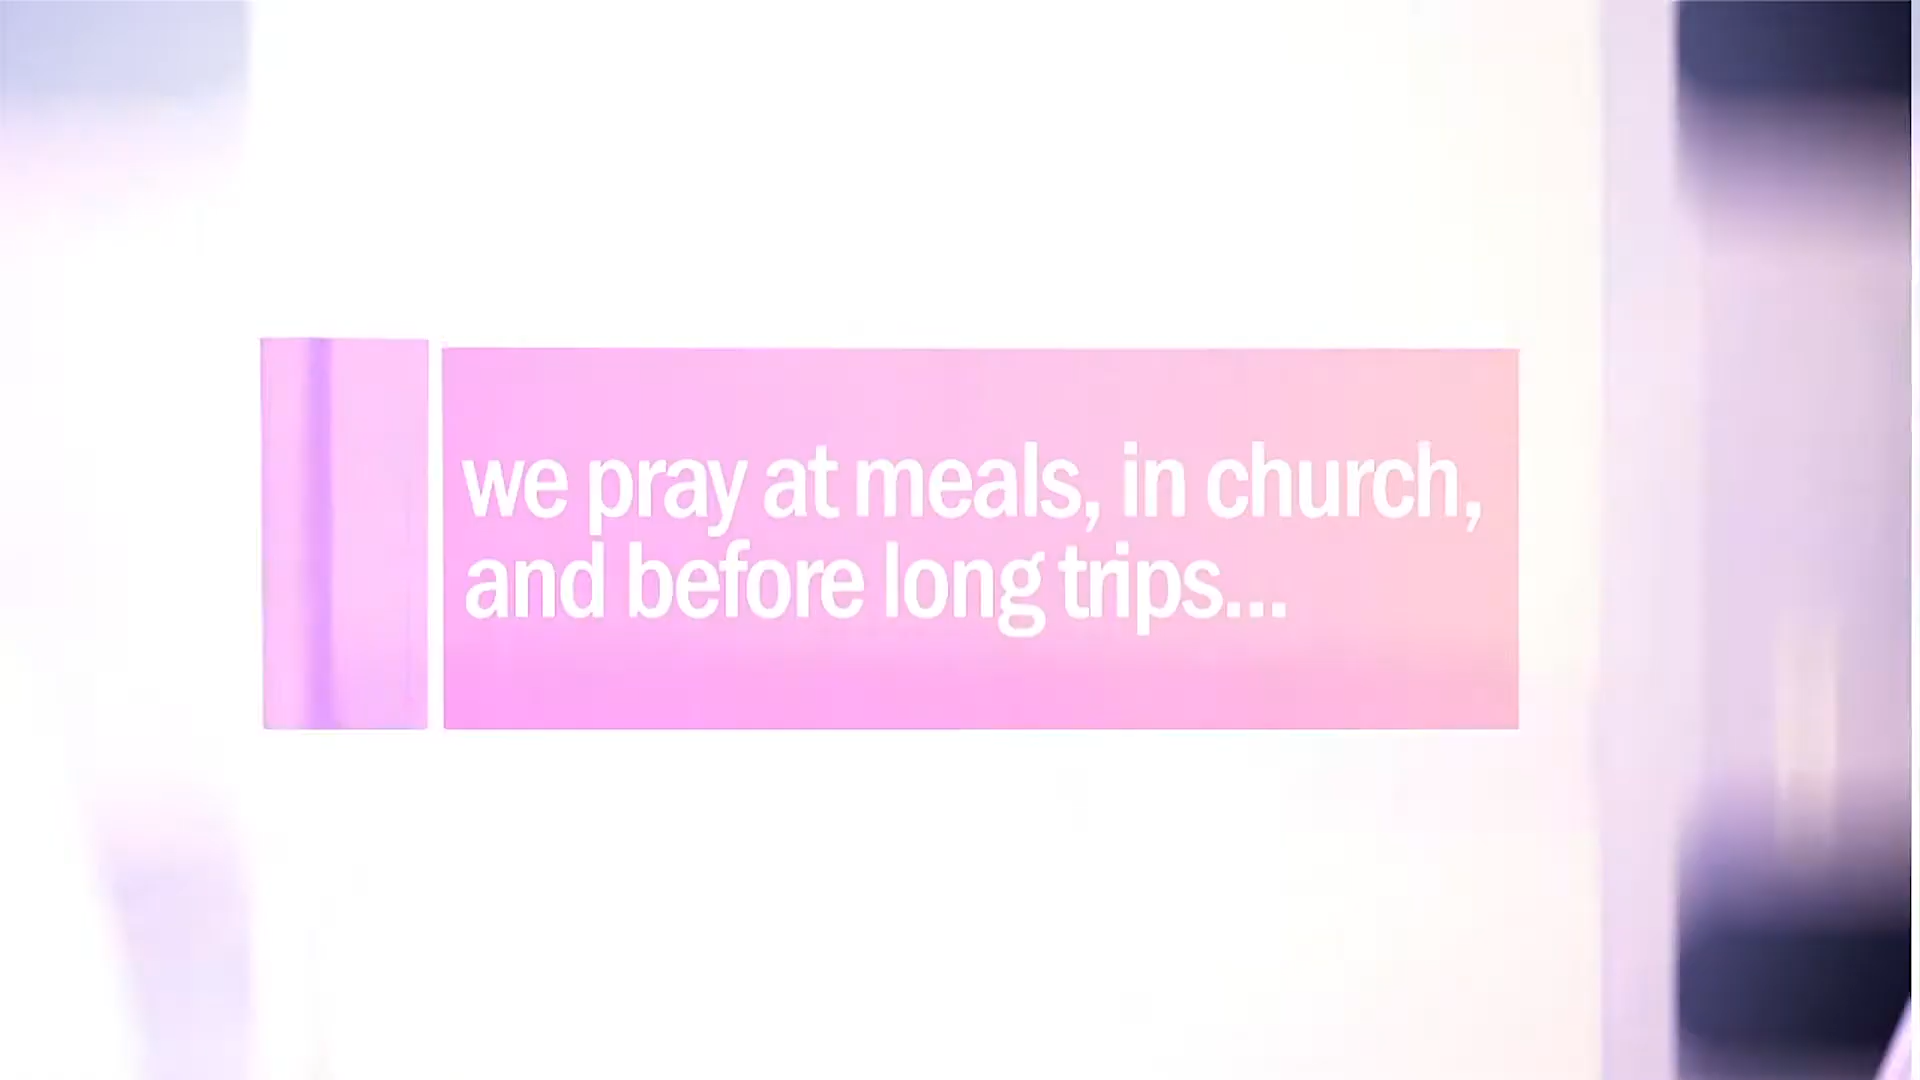 we pray at meals, in church,
and before long trips...